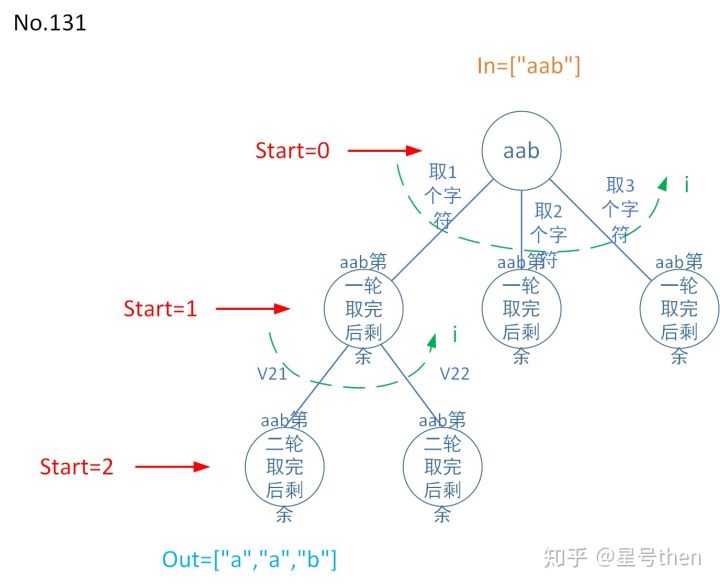 No.131
In=["aab"]
Start=0
aab
取1
个字
符
取2
个字
符
取3
个字
符
i
Start=1
aab第
一轮
取完
后剩
余
aab第
一轮
取完
后剩
余
aab第
一轮
取完
后剩
余
i
V21
V22
Start=2
aab第
二轮
取完
后剩
余
aab第
二轮
取完
后剩
余
Out=["a","a","b"]
知乎 @星号then